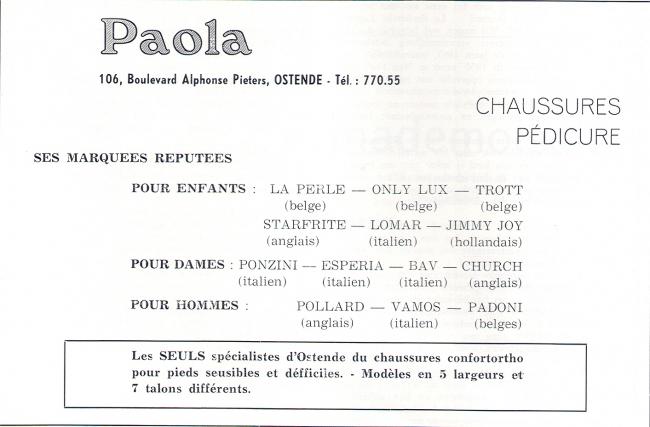 Paola
106, Boulevard Alphonse Pieters, OSTENDE - Tél. : 770.55
CHAUSSURES
PÉDICURE
SES MARQUEES REPUTEES
POUR ENFANTS : LA PERLE — ONLY LUX — TROTT
(belge) (belge) (belge)
STARFRITE — LOMAR — JIMMY JOY
(anglais) (italien) (hollandais)
POUR DAMES : PONZINI — ESPERIA — BAV — CHURCH
(italien) (italien) (italien) (anglais)
POUR HOMMES : POLLARD — VAMOS — PADONI
(anglais) (italien) (belges)
Les SEULS spécialistes d'Ostende du chaussures confortortho
pour pieds seusibles et défficiles. - Modèles en 5 largeurs et
7 talons différents.